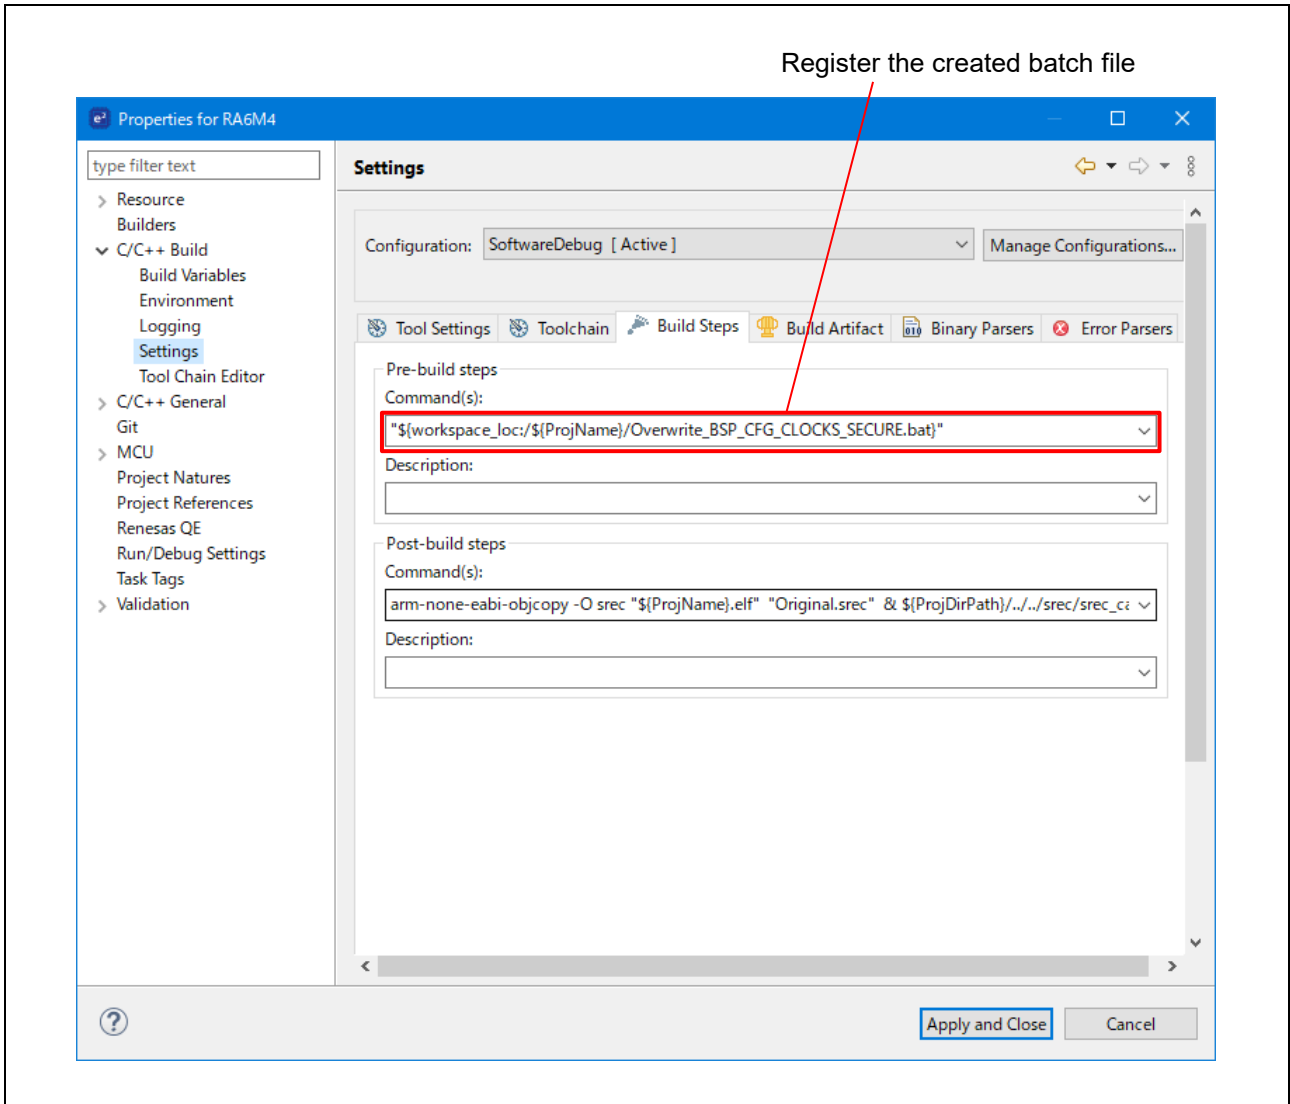 Register the created batch file
e² Properties for RA6M4
type filter text
Resource
Builders
C/C++ Build
Build Variables
Environment
Logging
Settings
Tool Chain Editor
C/C++ General
Git
MCU
Project Natures
Project References
Renesas QE
Run/Debug Settings
Task Tags
Validation
Settings
Configuration: SoftwareDebug [ Active ] Manage Configurations...
Tool Settings Toolchain Build Steps Build Artifact 010 Binary Parsers Error Parsers
Pre-build steps
Command(s):
"${workspace_loc:/${ProjName}/Overwrite_BSP_CFG_CLOCKS_SECURE.bat}"
Description:
Post-build steps
Command(s):
arm-none-eabi-objcopy -O srec "${ProjName}.elf" "Original.srec" & ${ProjDirPath}/../../srec/srec_ca
Description:
? Apply and Close Cancel